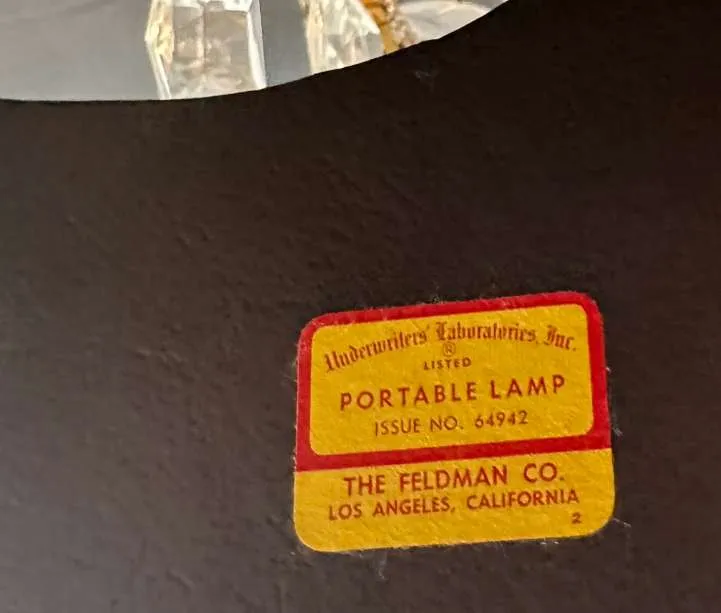 Underwriters' Laboratories, Inc.
®
LISTED
PORTABLE LAMP
ISSUE NO. 64942
THE FELDMAN CO.
LOS ANGELES, CALIFORNIA
2